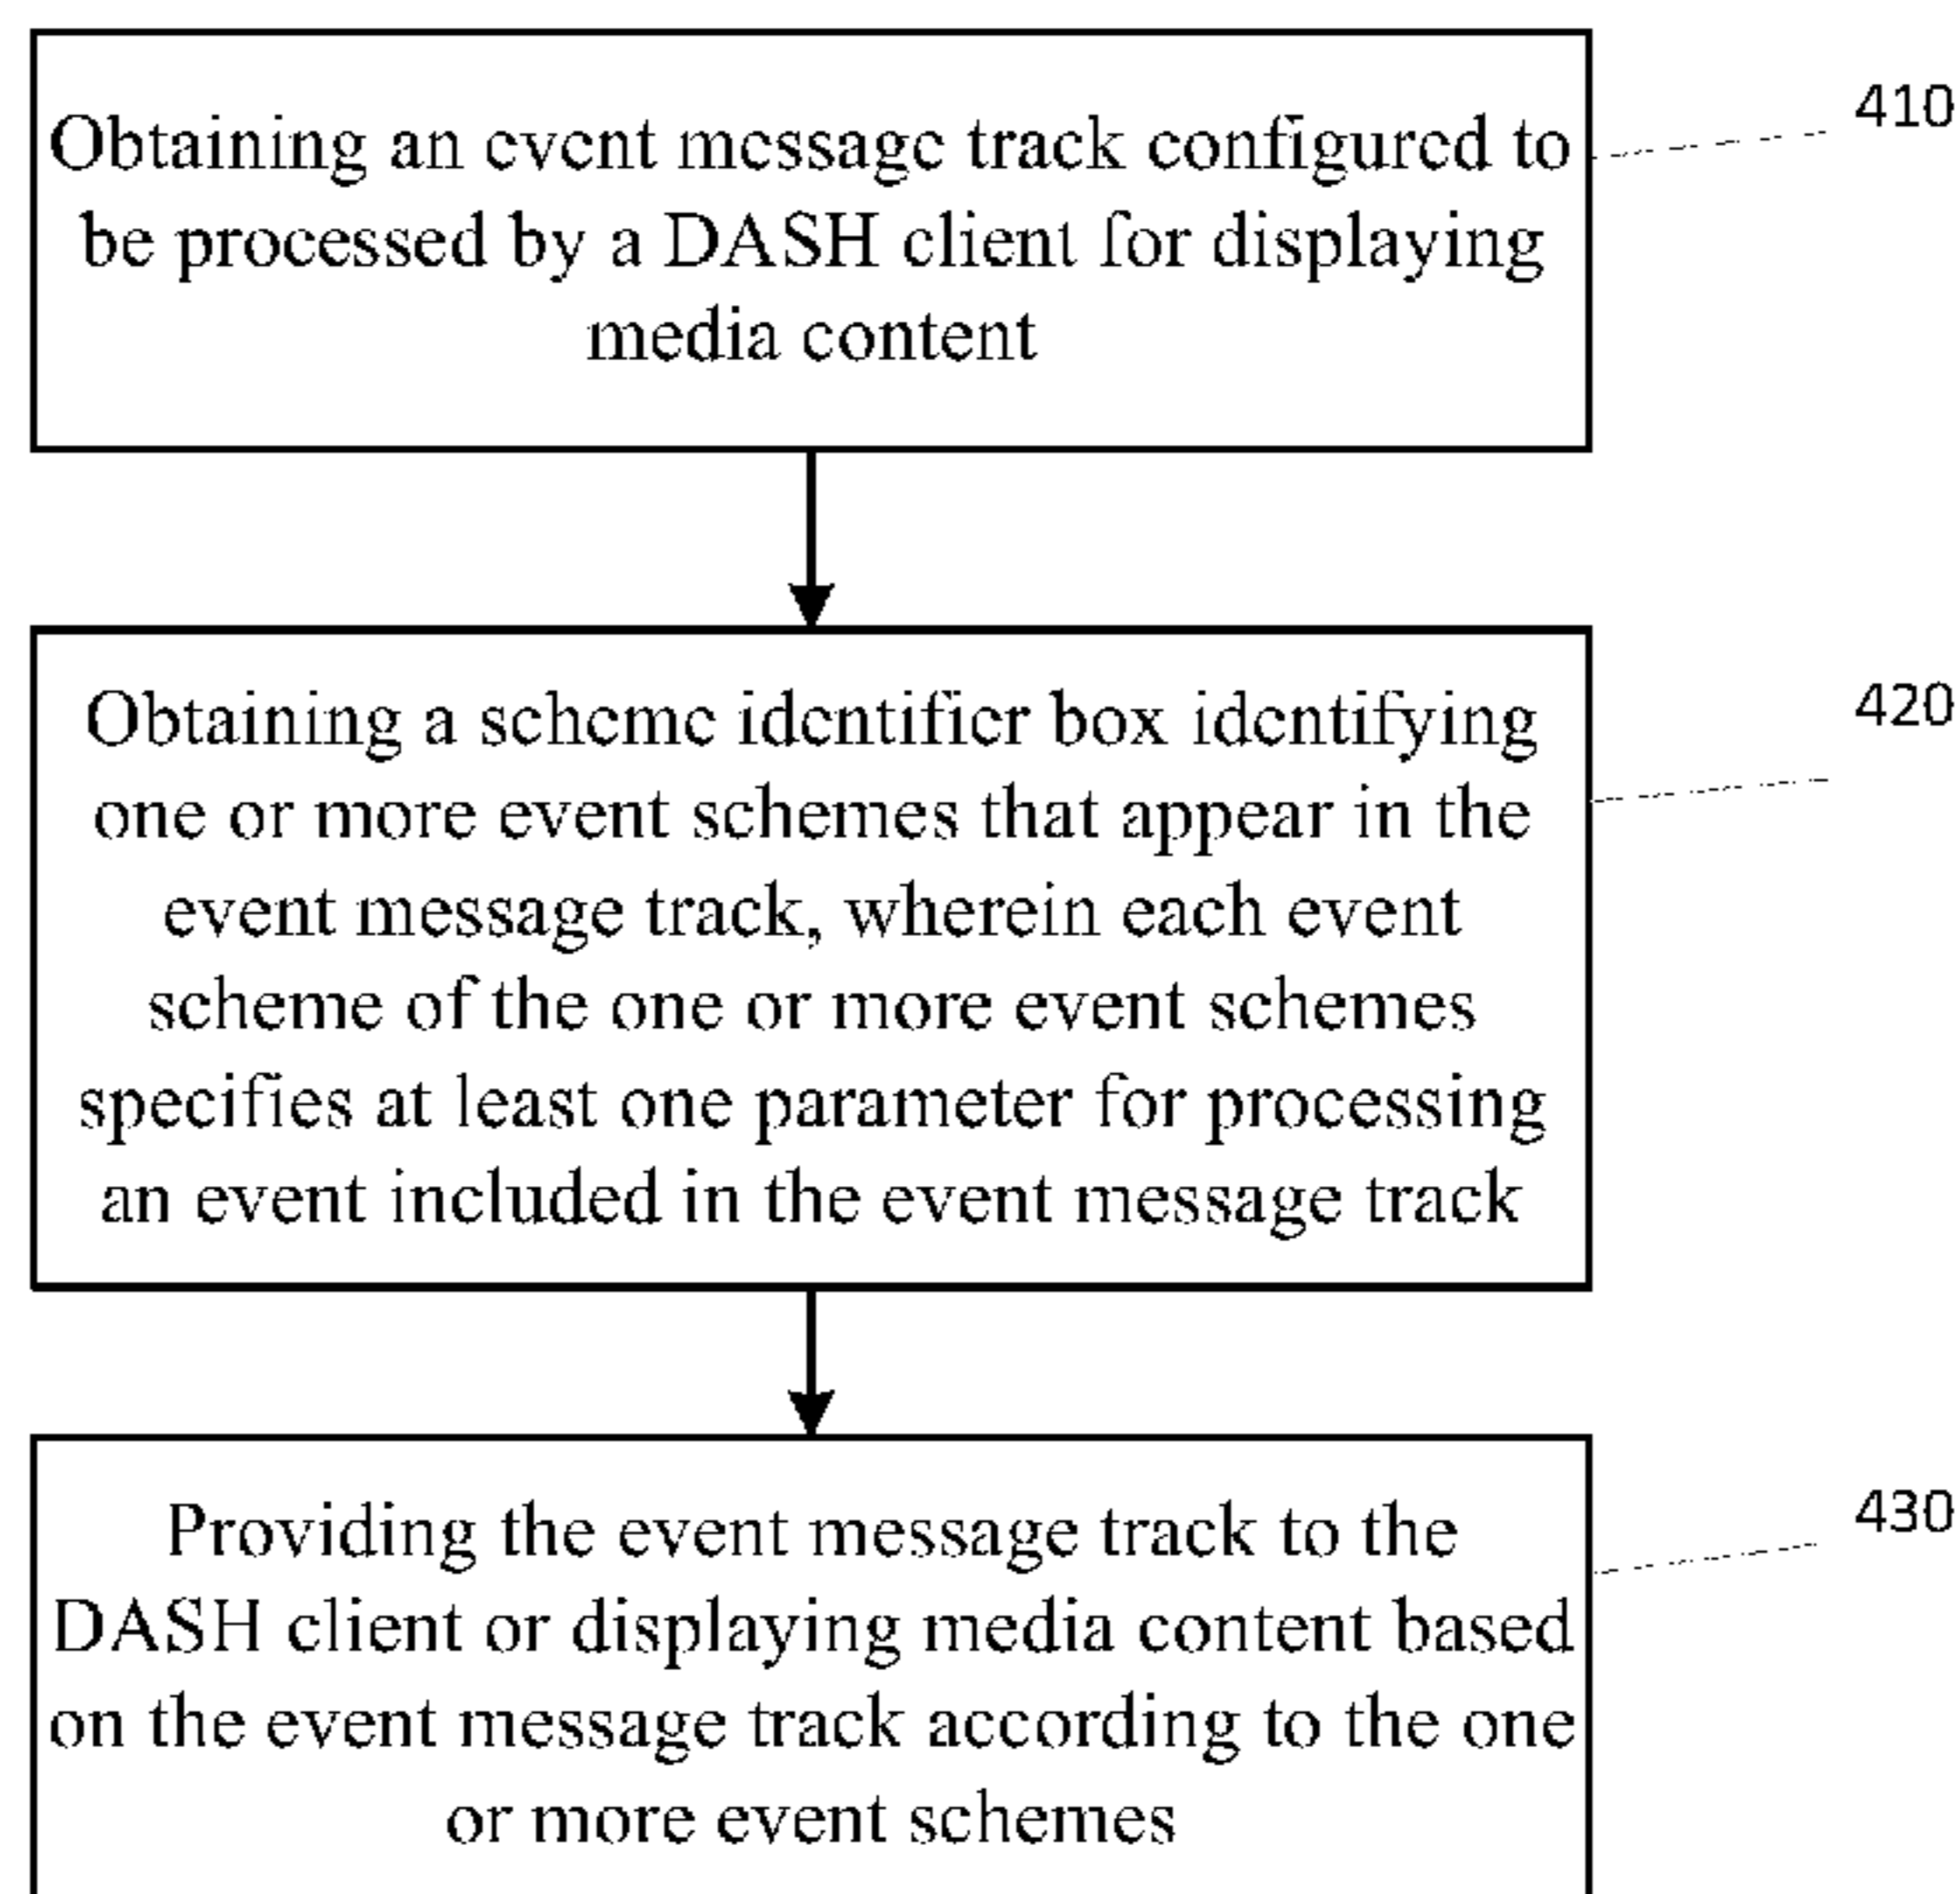 Obtaining an event message track configured to
be processed by a DASH client for displaying
media content
410
Obtaining a scheme identifier box identifying
one or more event schemes that appear in the
event message track, wherein each event
scheme of the one or more event schemes
specifies at least one parameter for processing
an event included in the event message track
420
Providing the event message track to the
DASH client or displaying media content based
on the event message track according to the one
or more event schemes
430